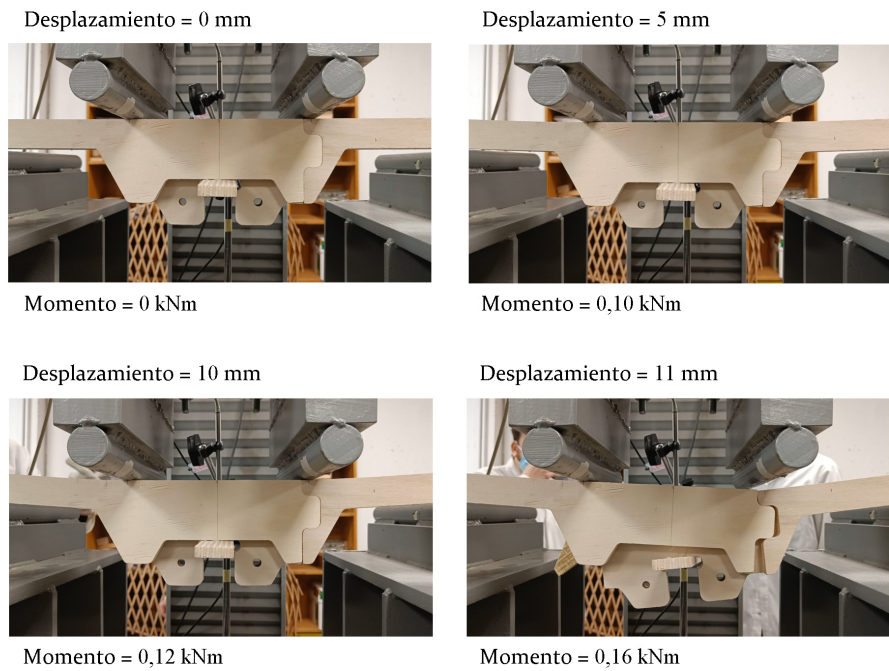 Desplazamiento = 0 mm
Desplazamiento = 5 mm
Momento = 0 kNm
Momento = 0,10 kNm
Desplazamiento = 10 mm
Desplazamiento = 11 mm
Momento = 0,12 kNm
Momento = 0,16 kNm